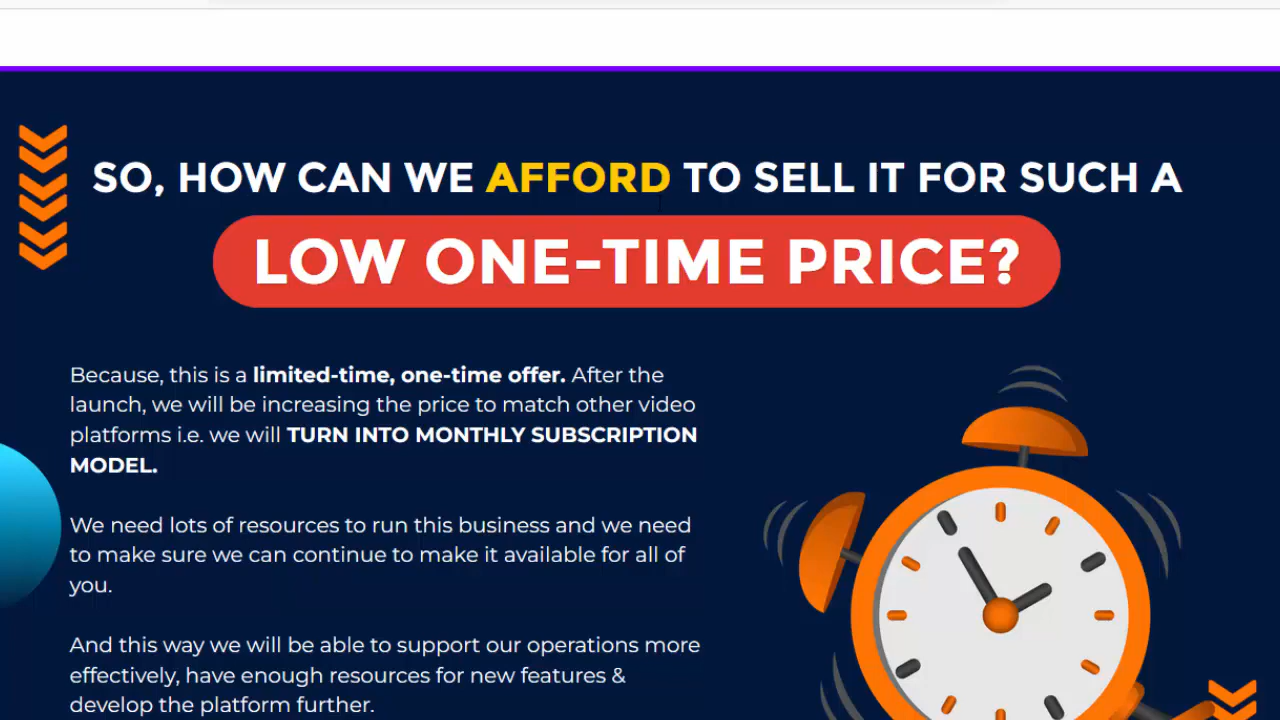 SO, HOW CAN WE AFFORD TO SELL IT FOR SUCH A
LOW ONE-TIME PRICE?
Because, this is a limited-time, one-time offer. After the
launch, we will be increasing the price to match other video
platforms i.e. we will TURN INTO MONTHLY SUBSCRIPTION
MODEL.
We need lots of resources to run this business and we need
to make sure we can continue to make it available for all of
you.
And this way we will be able to support our operations more
effectively, have enough resources for new features &
develop the platform further.